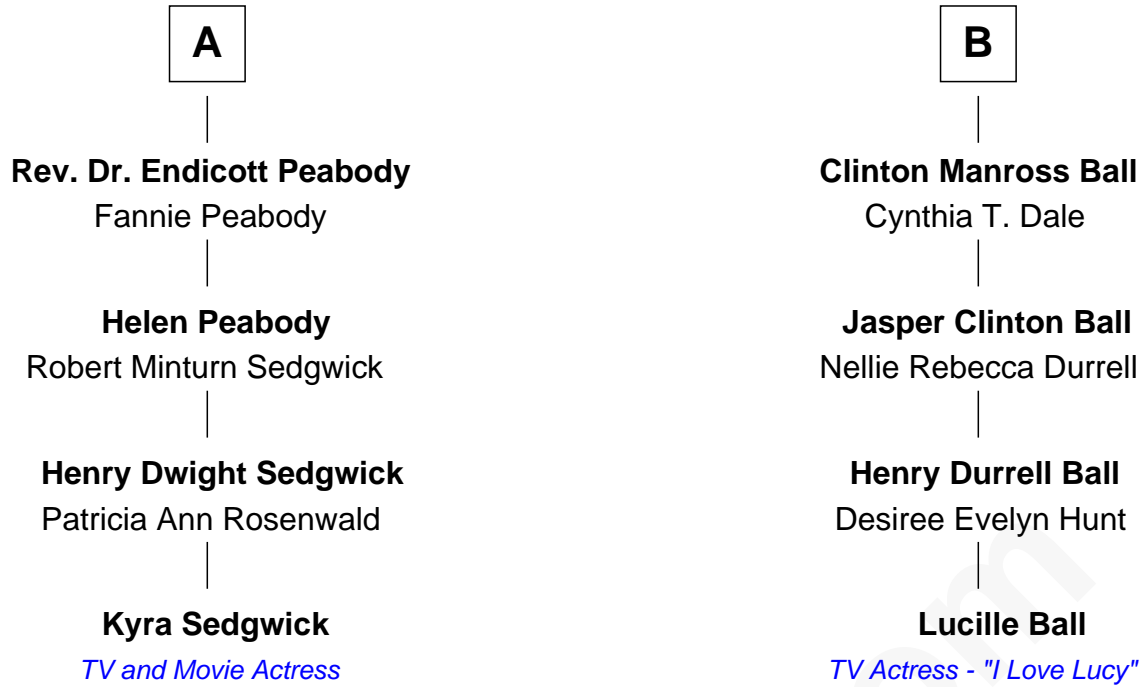 A
Rev. Dr. Endicott Peabody
Fannie Peabody
Helen Peabody
Robert Minturn Sedgwick
Henry Dwight Sedgwick
Patricia Ann Rosenwald
Kyra Sedgwick
TV and Movie Actress
B
Clinton Manross Ball
Cynthia T. Dale
Jasper Clinton Ball
Nellie Rebecca Durrell
Henry Durrell Ball
Desiree Evelyn Hunt
Lucille Ball
TV Actress - "I Love Lucy"
om